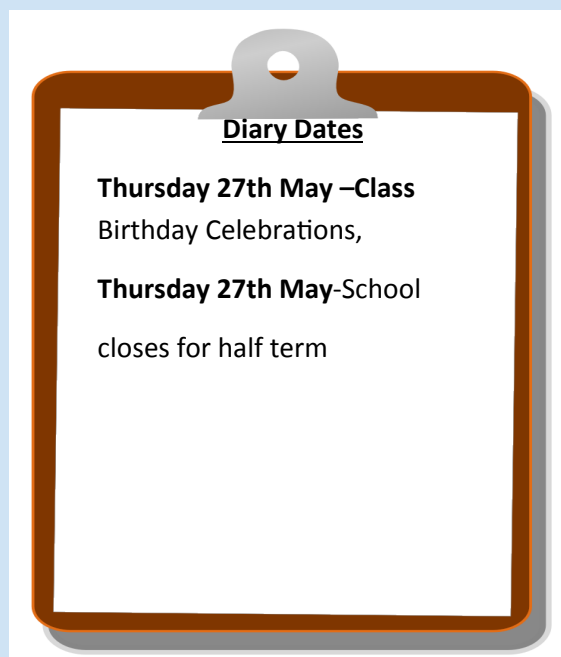 Diary Dates
Thursday 27th May –Class
Birthday Celebrations,
Thursday 27th May-School
closes for half term